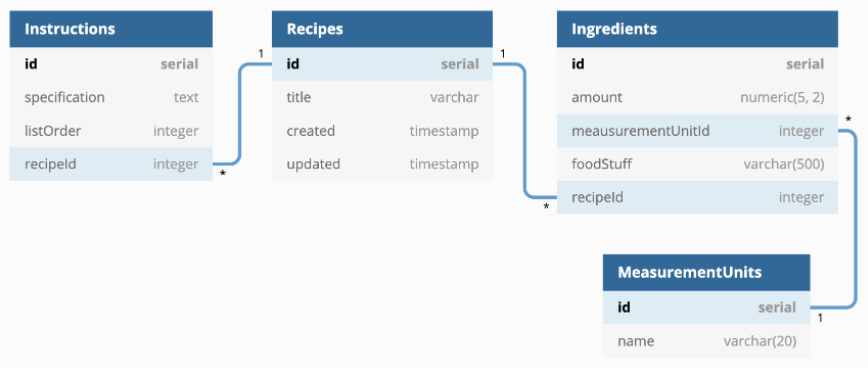 Instructions
id serial
specification text
listOrder integer
recipeId integer
1
*
Recipes
id serial
title varchar
created timestamp
updated timestamp
1
*
Ingredients
id serial
amount numeric(5, 2)
meausurementUnitId integer
foodStuff varchar(500)
recipeId integer
*
1
MeasurementUnits
id serial
name varchar(20)